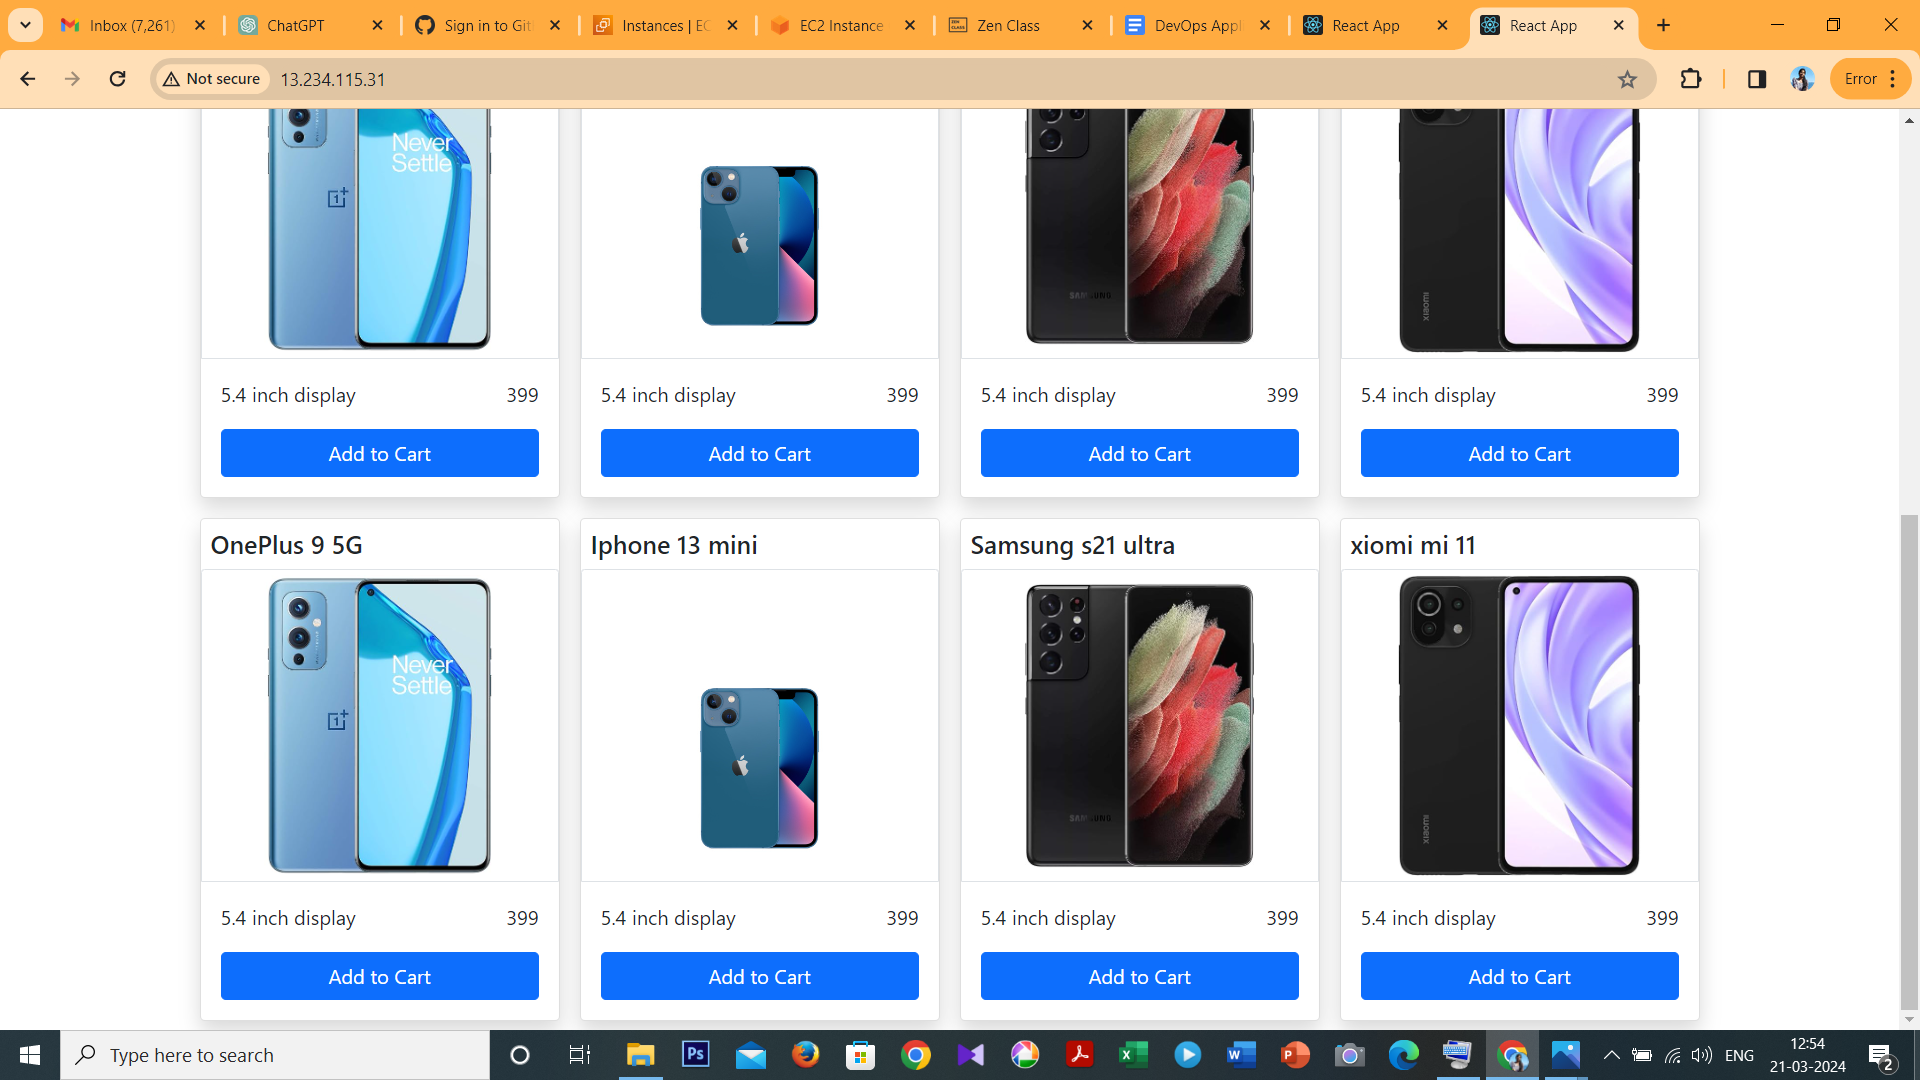 Inbox (7,261)
ChatGPT
Sign in to Git
Instances | EC
EC2 Instance
Zen Class
DevOps Appl
React App
React App
Not secure
13.234.115.31
Error
Never
Settle
SAMSUNG
xiaomi
5.4 inch display 399
5.4 inch display 399
5.4 inch display 399
5.4 inch display 399
Add to Cart
Add to Cart
Add to Cart
Add to Cart
OnePlus 9 5G
Iphone 13 mini
Samsung s21 ultra
xiomi mi 11
Never
Settle
SAMSUNG
xiaomi
5.4 inch display 399
5.4 inch display 399
5.4 inch display 399
5.4 inch display 399
Add to Cart
Add to Cart
Add to Cart
Add to Cart
Type here to search
Ps
ENG
12:54
21-03-2024
2